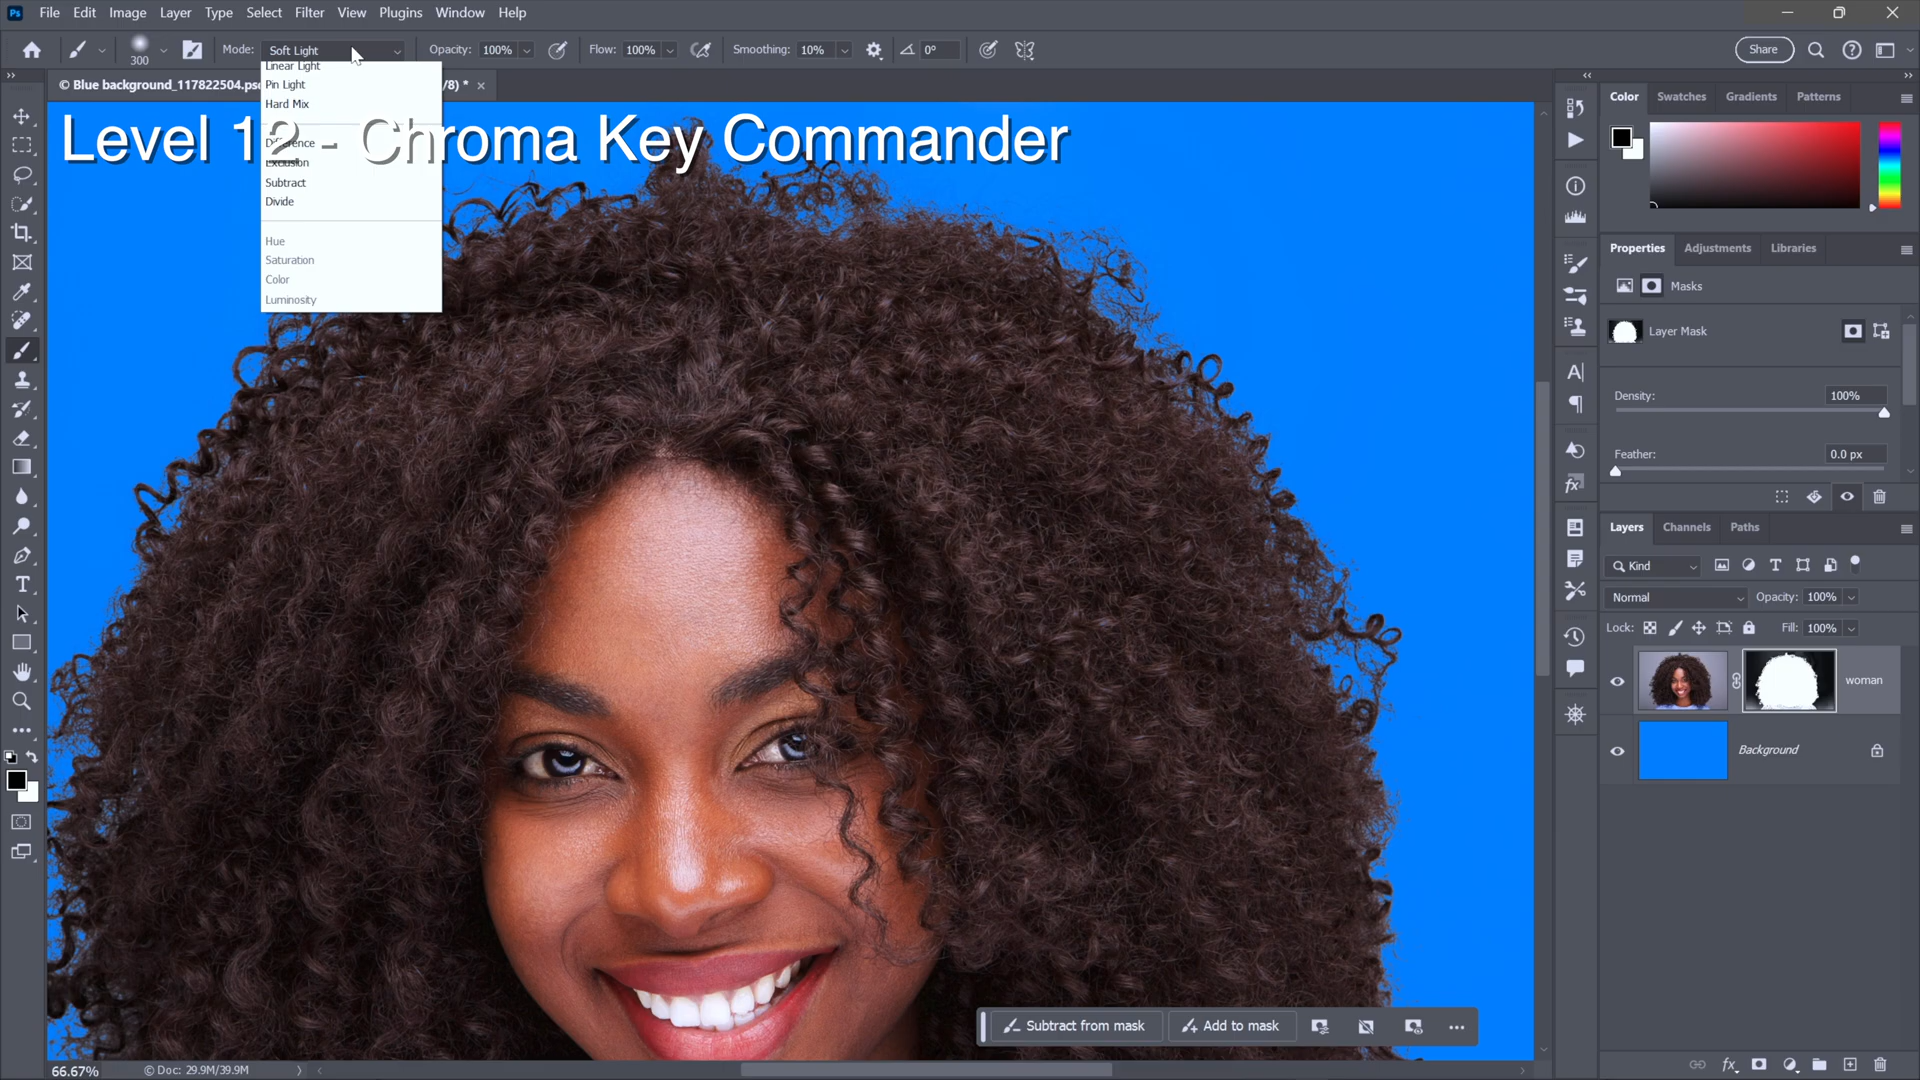 Ps File Edit Image Layer Type Select Filter View Plugins Window Help
300 Mode: Soft Light Opacity: 100% Flow: 100% Smoothing: 10% 0° Share
© Blue background_117822504.ps /8) * ×
Linear Light
Pin Light
Hard Mix
Difference
Exclusion
Subtract
Divide
Hue
Saturation
Color
Luminosity
Level 12 - Chroma Key Commander
Color Swatches Gradients Patterns
Properties Adjustments Libraries
Masks
Layer Mask
Density: 100%
Feather: 0.0 px
Layers Channels Paths
Kind
Normal Opacity: 100%
Lock: Fill: 100%
woman
Background
Subtract from mask Add to mask
66.67% © Doc: 29.9M/39.9M